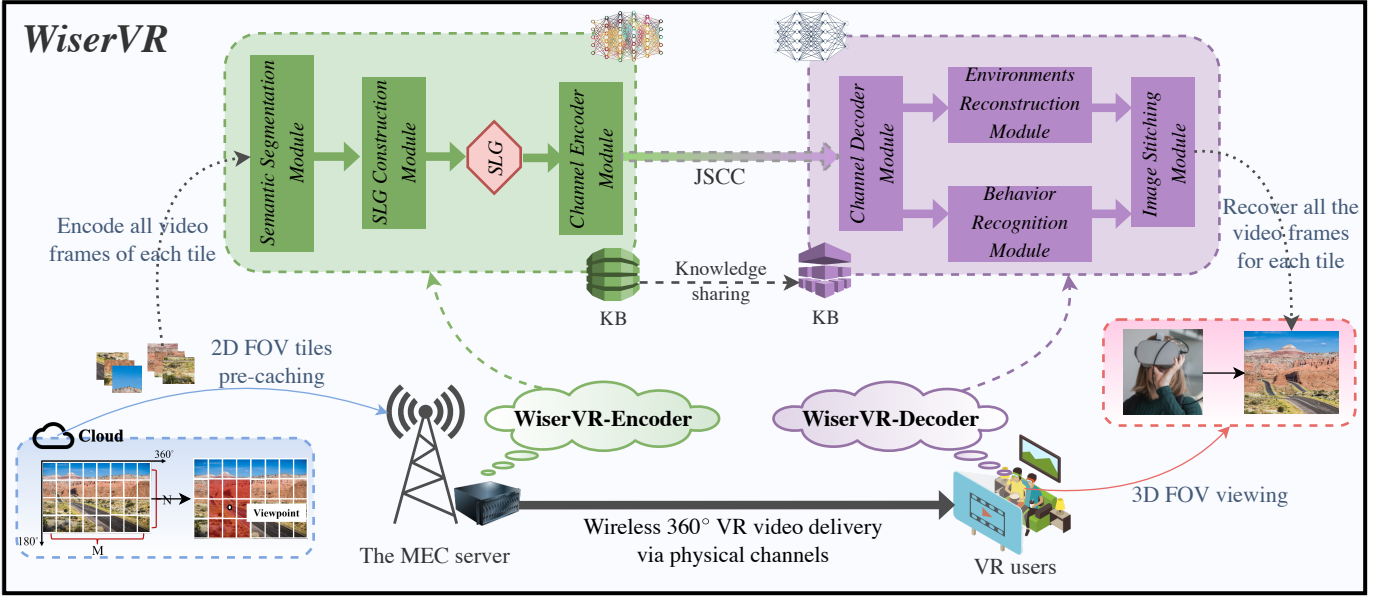 WiserVR
Semantic Segmentation
Module
SLG Construction
Module
SLG
Channel Encoder
Module
JSCC
Channel Decoder
Module
Environments
Reconstruction
Module
Behavior
Recognition
Module
Image Stitching
Module
Encode all video
frames of each tile
Recover all the
video frames
for each tile
KB
Knowledge
sharing
KB
2D FOV tiles
pre-caching
WiserVR-Encoder
WiserVR-Decoder
Cloud
360°
N
Viewpoint
180°
M
The MEC server
Wireless 360° VR video delivery
via physical channels
VR users
3D FOV viewing